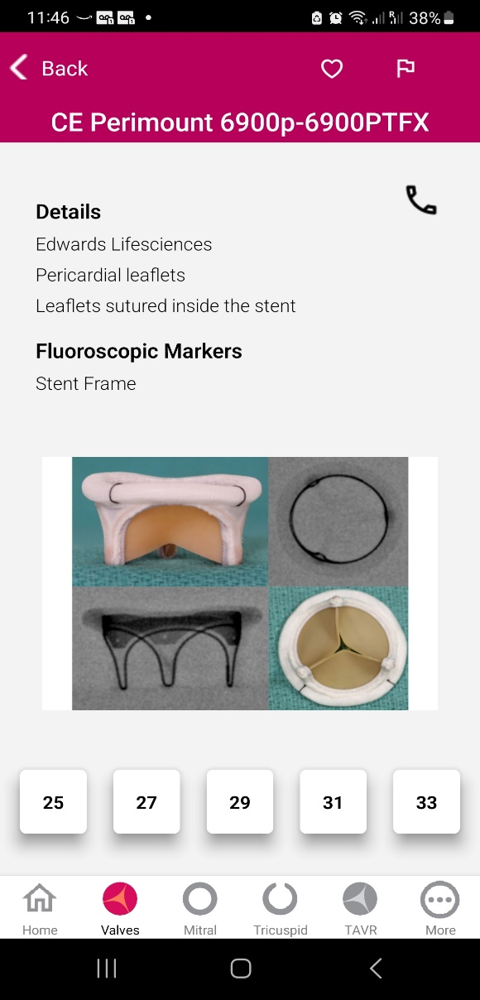 11:46
38%
Back
CE Perimount 6900p-6900PTFX
Details
Edwards Lifesciences
Pericardial leaflets
Leaflets sutured inside the stent
Fluoroscopic Markers
Stent Frame
25 27 29 31 33
Home Valves Mitral Tricuspid TAVR More